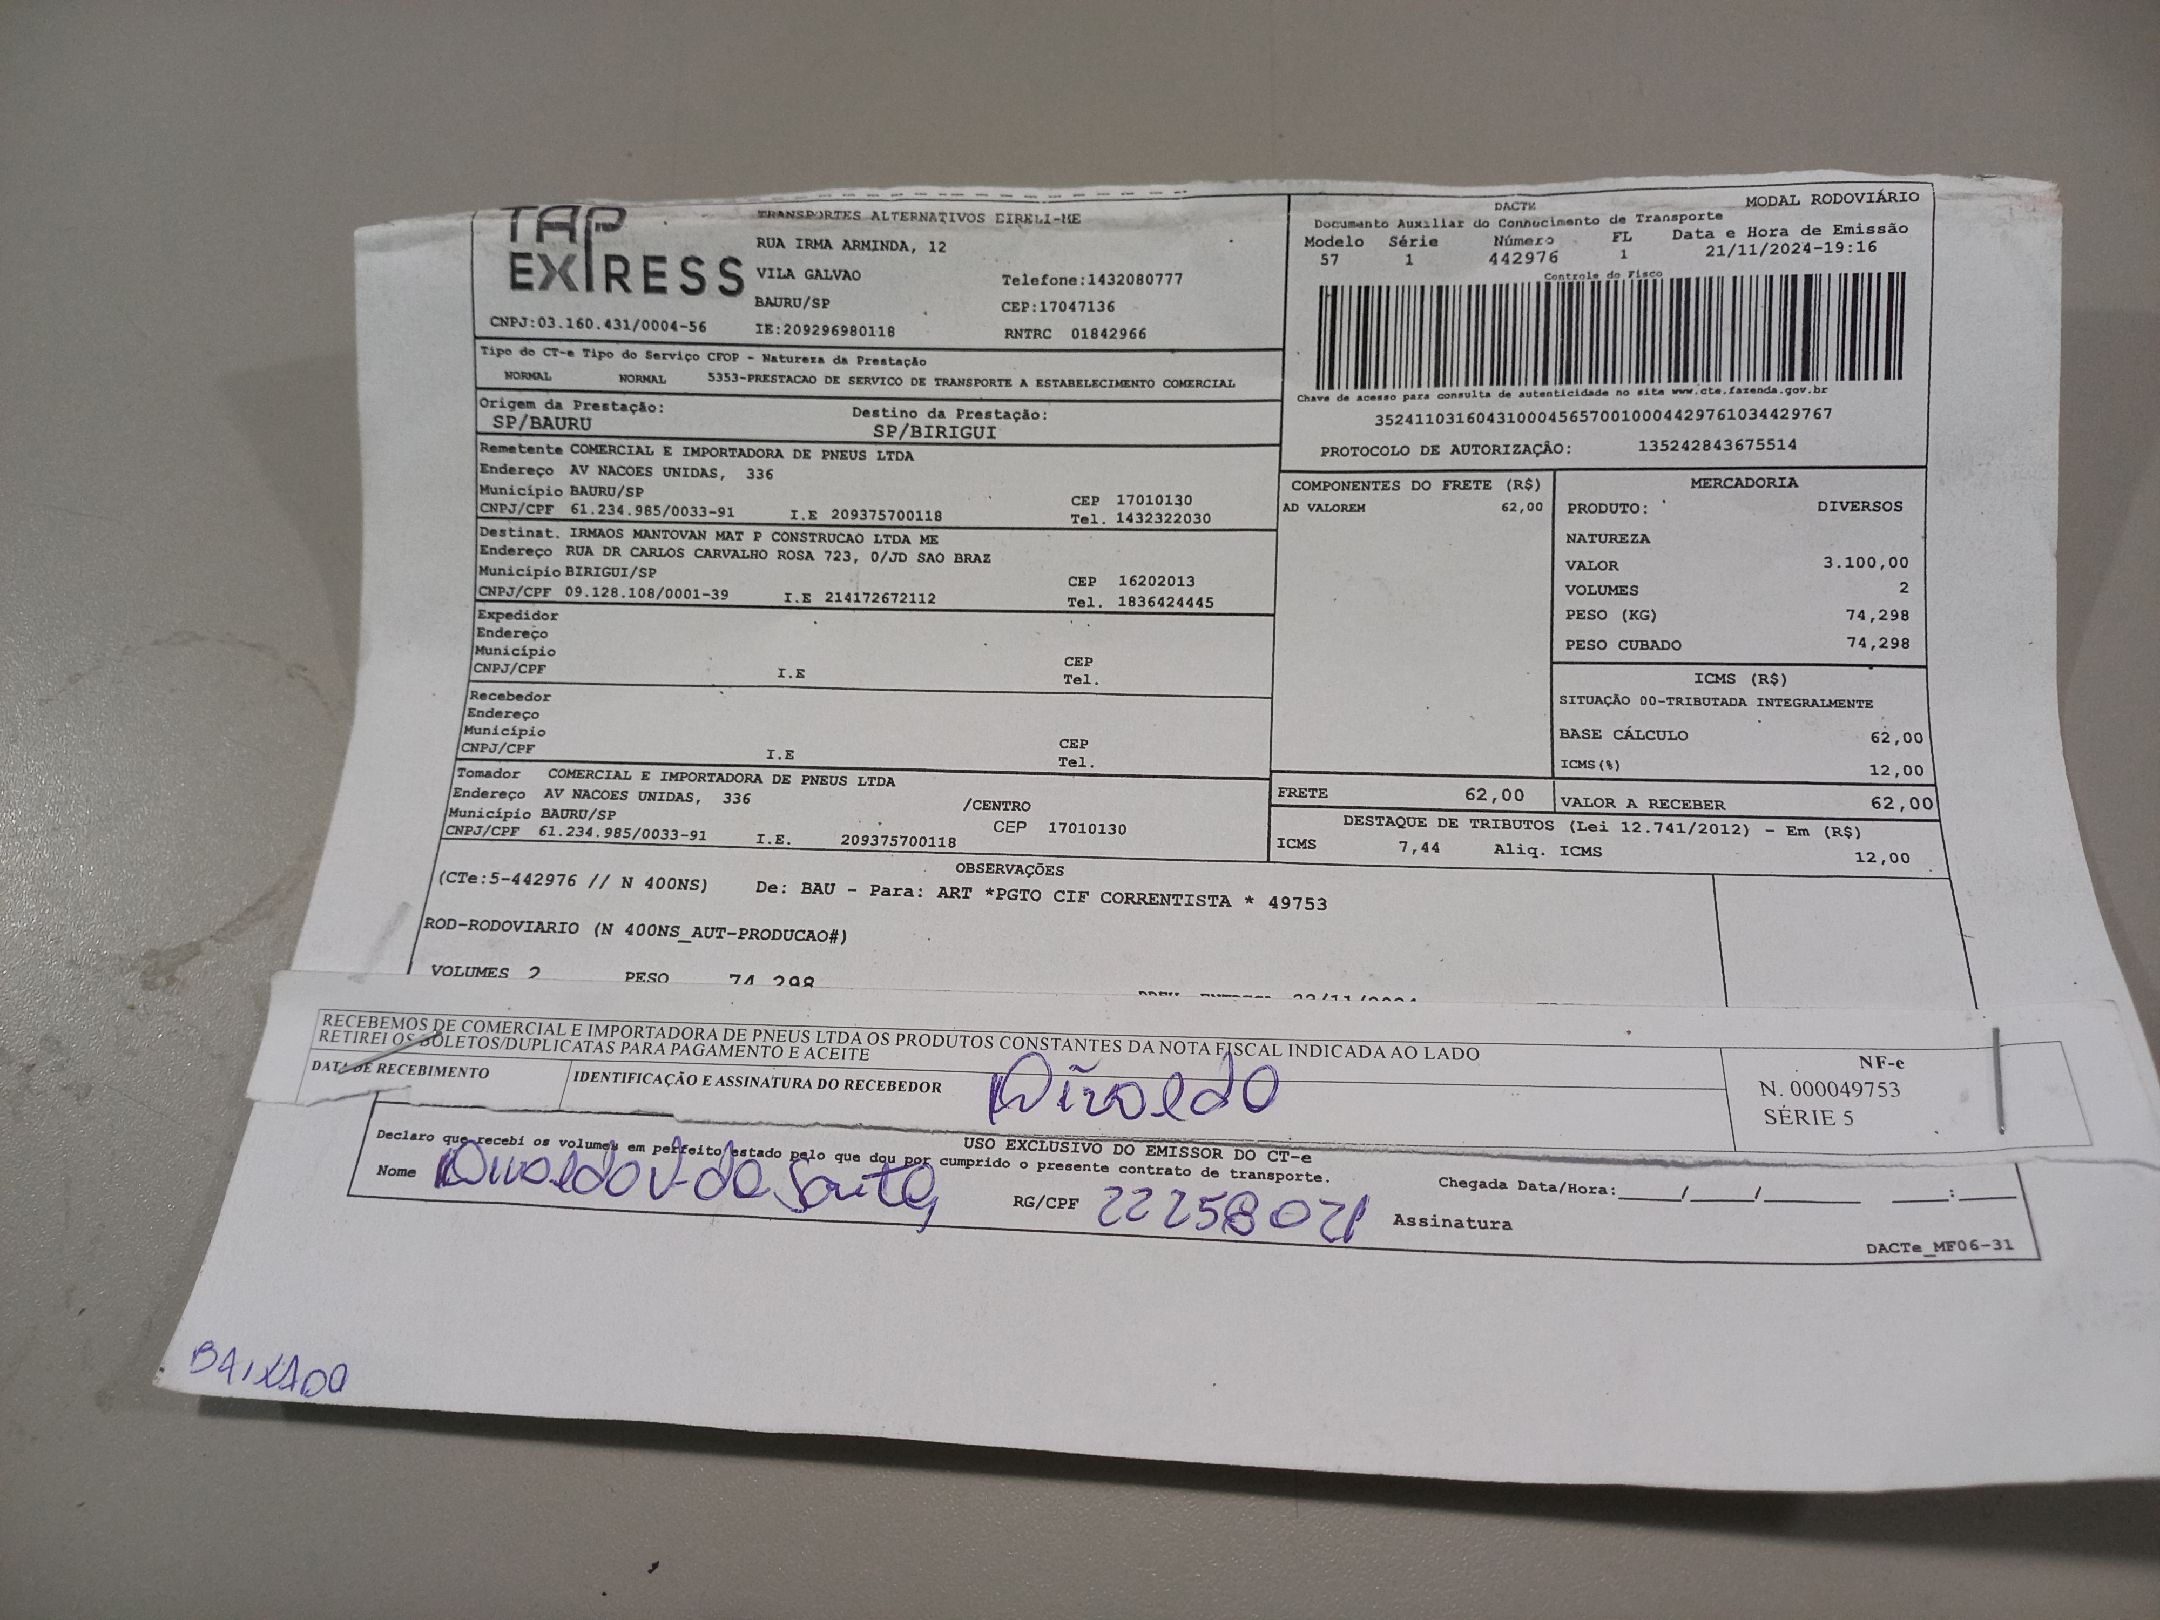 TAP
EXPRESS
CNPJ:03.160.431/0004-56
TRANSPORTES ALTERNATIVOS EIRELI-ME
RUA IRMA ARMINDA, 12
VILA GALVAO Telefone:1432080777
BAURU/SP CEP:17047136
IE:209296980118 RNTRC 01842966
DACTE MODAL RODOVIÁRIO
Documento Auxiliar do Conhecimento de Transporte
Modelo Série Número FL Data e Hora de Emissão
57 1 442976 1 21/11/2024-19:16
Controle do Fisco
Chave de acesso para consulta de autenticidade no site www.cte.fazenda.gov.br
35241103160431000456570010004429761034429767
PROTOCOLO DE AUTORIZAÇÃO: 135242843675514
Tipo do CT-e Tipo do Serviço CFOP - Natureza da Prestação
NORMAL NORMAL 5353-PRESTACAO DE SERVICO DE TRANSPORTE A ESTABELECIMENTO COMERCIAL
Origem da Prestação: Destino da Prestação:
SP/BAURU SP/BIRIGUI
Remetente COMERCIAL E IMPORTADORA DE PNEUS LTDA
Endereço AV NACOES UNIDAS, 336
Município BAURU/SP CEP 17010130
CNPJ/CPF 61.234.985/0033-91 I.E 209375700118 Tel. 1432322030
Destinat. IRMAOS MANTOVAN MAT P CONSTRUCAO LTDA ME
Endereço RUA DR CARLOS CARVALHO ROSA 723, 0/JD SAO BRAZ
Município BIRIGUI/SP CEP 16202013
CNPJ/CPF 09.128.108/0001-39 I.E 214172672112 Tel. 1836424445
Expedidor
Endereço
Município CEP
CNPJ/CPF I.E Tel.
Recebedor
Endereço
Município CEP
CNPJ/CPF I.E Tel.
Tomador COMERCIAL E IMPORTADORA DE PNEUS LTDA
Endereço AV NACOES UNIDAS, 336 /CENTRO
Município BAURU/SP CEP 17010130
CNPJ/CPF 61.234.985/0033-91 I.E. 209375700118
COMPONENTES DO FRETE (R$)
AD VALOREM 62,00
MERCADORIA
PRODUTO: DIVERSOS
NATUREZA
VALOR 3.100,00
VOLUMES 2
PESO (KG) 74,298
PESO CUBADO 74,298
ICMS (R$)
SITUAÇÃO 00-TRIBUTADA INTEGRALMENTE
BASE CÁLCULO 62,00
ICMS(%) 12,00
FRETE 62,00 VALOR A RECEBER 62,00
DESTAQUE DE TRIBUTOS (Lei 12.741/2012) - Em (R$)
ICMS 7,44 Aliq. ICMS 12,00
OBSERVAÇÕES
(CTe:5-442976 // N 400NS) De: BAU - Para: ART *PGTO CIF CORRENTISTA * 49753
ROD-RODOVIARIO (N 400NS_AUT-PRODUCAO#)
VOLUMES 2 PESO 74,298
RECEBEMOS DE COMERCIAL E IMPORTADORA DE PNEUS LTDA OS PRODUTOS CONSTANTES DA NOTA FISCAL INDICADA AO LADO
RETIREI OS BOLETOS/DUPLICATAS PARA PAGAMENTO E ACEITE
DATA DE RECEBIMENTO IDENTIFICAÇÃO E ASSINATURA DO RECEBEDOR
NF-e
N. 000049753
SÉRIE 5
USO EXCLUSIVO DO EMISSOR DO CT-e
Declaro que recebi os volumes em perfeito estado pelo que dou por cumprido o presente contrato de transporte.
Nome RG/CPF Assinatura
Chegada Data/Hora:____/____/______ ___:____
DACTe_MF06-31
BAIXADO